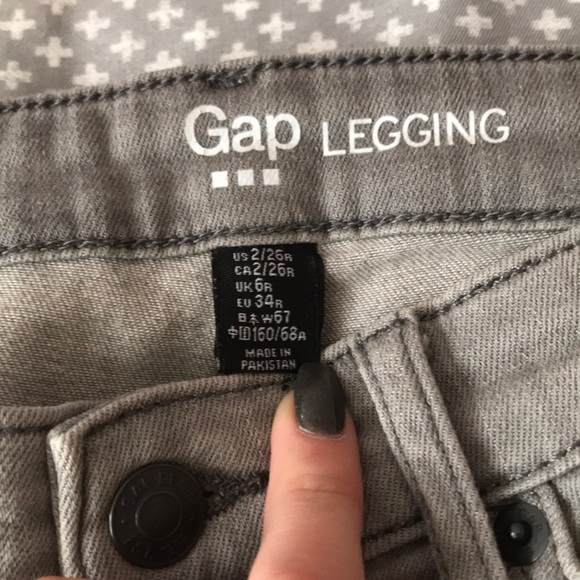 Gap LEGGING
US 2/26R
CA 2/26R
UK 6R
EU 34R
日本 W67
中国 160/68A
MADE IN
PAKISTAN